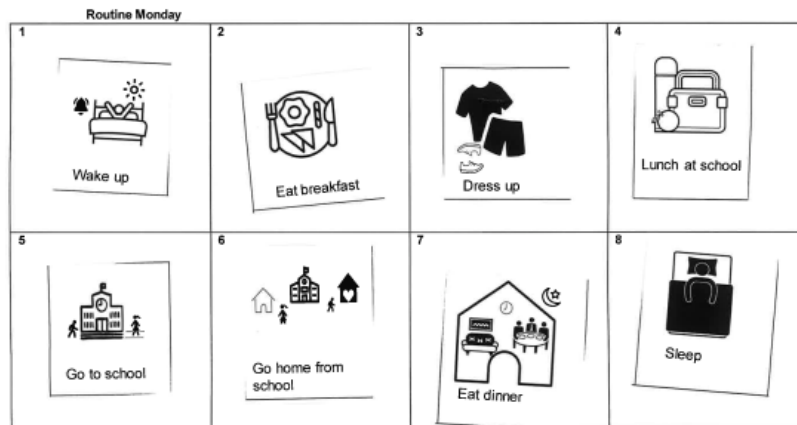 Routine Monday
1
2
3
4
Wake up
Eat breakfast
Dress up
Lunch at school
5
6
7
8
Go to school
Go home from
school
Eat dinner
Sleep